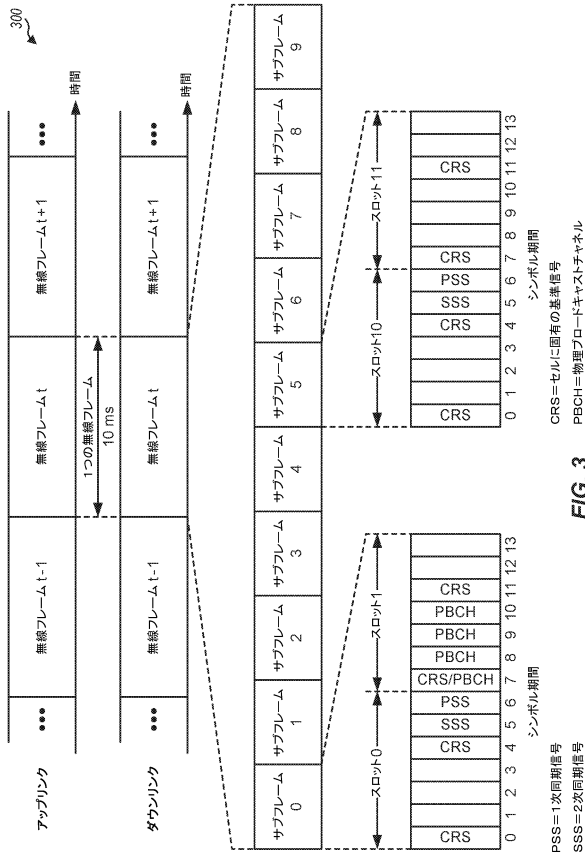 300
アップリンク
••• 無線フレームt-1 無線フレームt 無線フレームt+1 •••
時間
1つの無線フレーム
10 ms
ダウンリンク
••• 無線フレームt-1 無線フレームt 無線フレームt+1 •••
時間
サブフレーム 0
サブフレーム 1
サブフレーム 2
サブフレーム 3
サブフレーム 4
サブフレーム 5
サブフレーム 6
サブフレーム 7
サブフレーム 8
サブフレーム 9
スロット0 スロット1
CRS CRS SSS PSS CRS/PBCH PBCH PBCH PBCH CRS
0 1 2 3 4 5 6 7 8 9 10 11 12 13
シンボル期間
スロット10 スロット11
CRS CRS SSS PSS CRS CRS
0 1 2 3 4 5 6 7 8 9 10 11 12 13
シンボル期間
PSS=1次同期信号
SSS=2次同期信号
CRS=セルに固有の基準信号
PBCH=物理ブロードキャストチャネル
FIG. 3